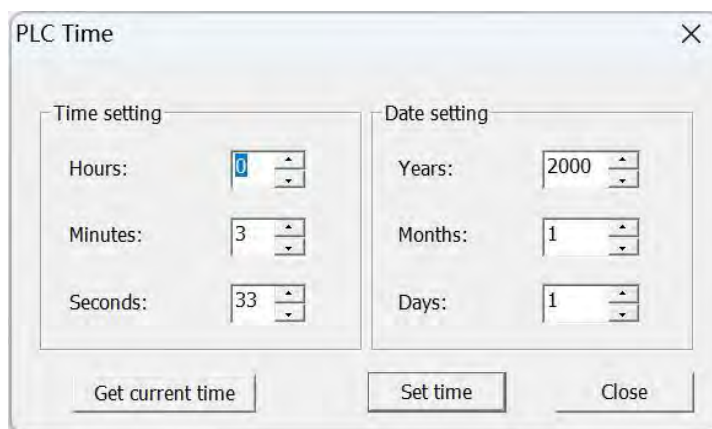 PLC Time
Time setting
Hours: 0
Minutes: 3
Seconds: 33
Date setting
Years: 2000
Months: 1
Days: 1
Get current time
Set time
Close